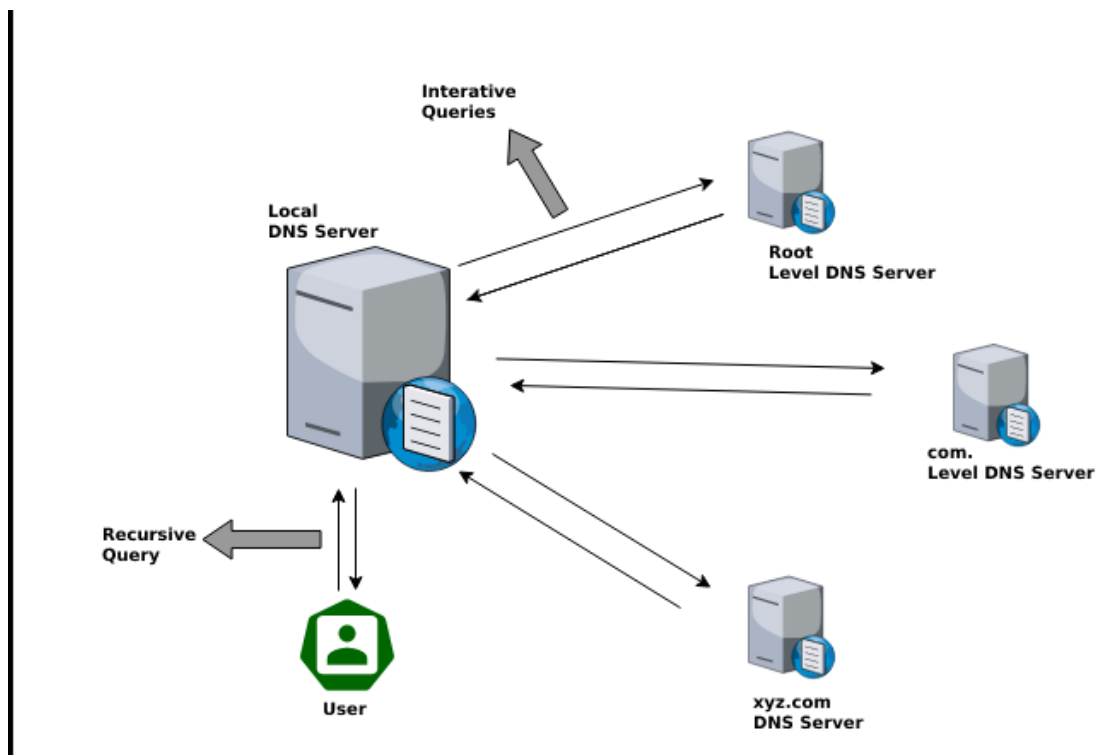 Interative
Queries
Local
DNS Server
Root
Level DNS Server
com.
Level DNS Server
Recursive
Query
User
xyz.com
DNS Server